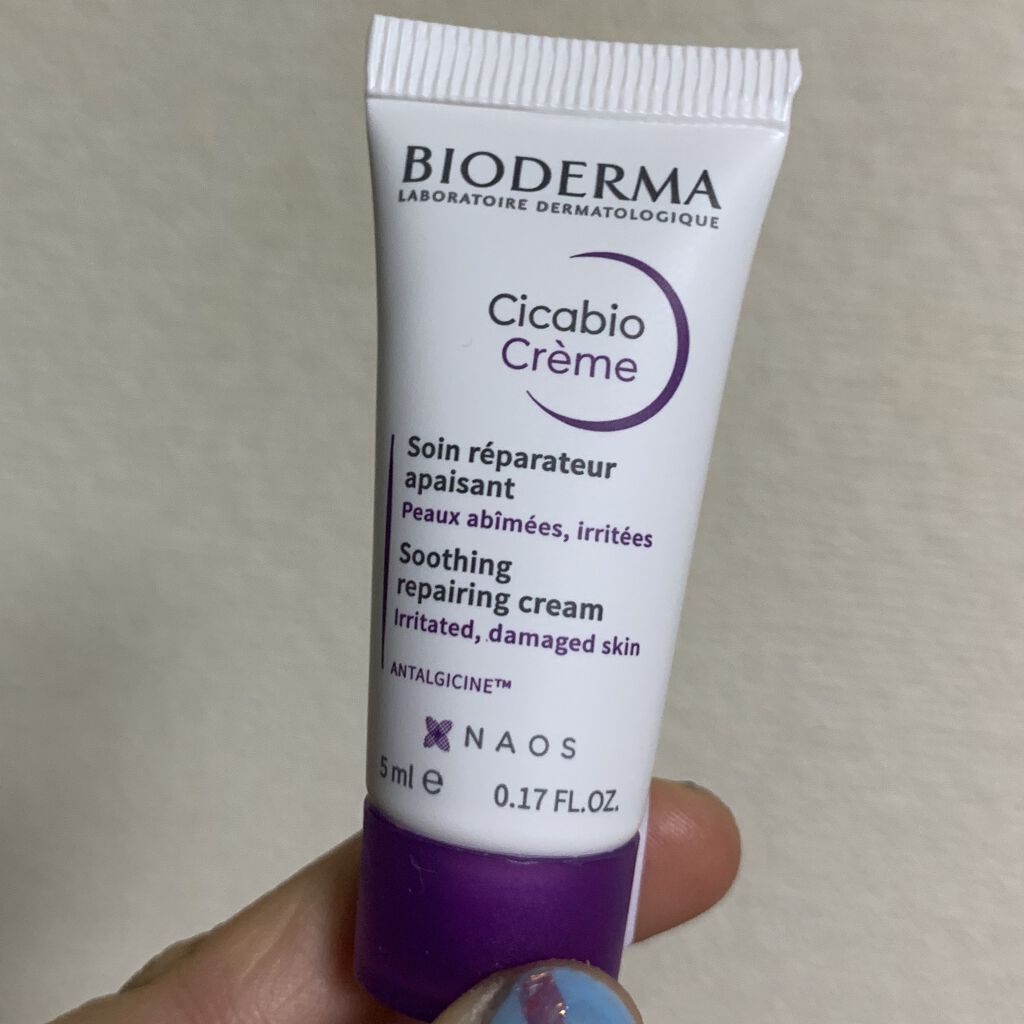 BIODERMA
LABORATOIRE DERMATOLOGIQUE
Cicabio
Crème
Soin réparateur
apaisant
Peaux abîmées, irritées
Soothing
repairing cream
Irritated, damaged skin
ANTALGICINE™
NAOS
5 ml ℮ 0.17 FL.OZ.